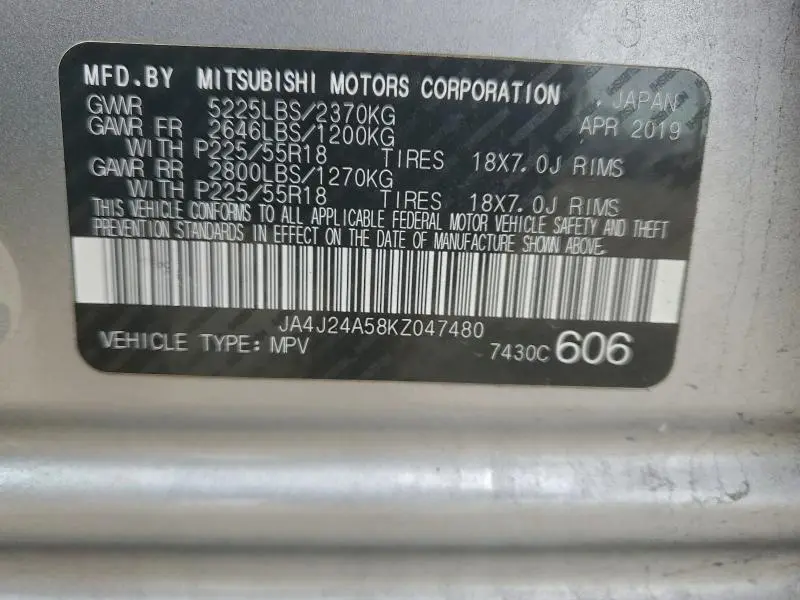 MFD.BY MITSUBISHI MOTORS CORPORATION JAPAN
GVWR 5225LBS/2370KG APR 2019
GAWR FR 2646LBS/1200KG
WITH P225/55R18 TIRES 18X7.0J RIMS
GAWR RR 2800LBS/1270KG
WITH P225/55R18 TIRES 18X7.0J RIMS
THIS VEHICLE CONFORMS TO ALL APPLICABLE FEDERAL MOTOR VEHICLE SAFETY AND THEFT
PREVENTION STANDARDS IN EFFECT ON THE DATE OF MANUFACTURE SHOWN ABOVE.
JA4J24A58KZ047480
VEHICLE TYPE: MPV 7430C 606